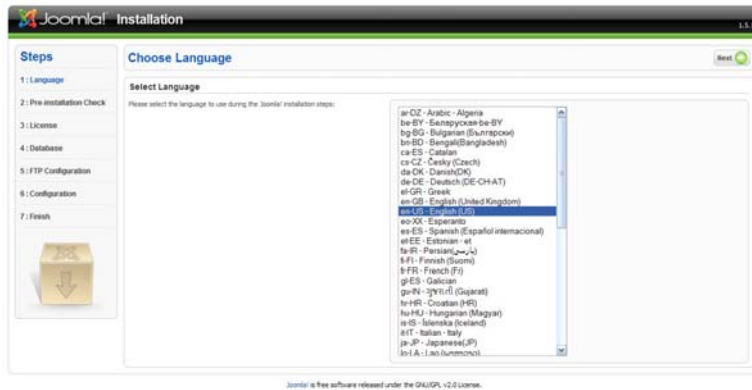 Joomla! Installation
1.5.
Steps
1 : Language
2 : Pre-installation Check
3 : License
4 : Database
5 : FTP Configuration
6 : Configuration
7 : Finish
Choose Language
Next
Select Language
Please select the language to use during the Joomla! installation steps:
ar-DZ - Arabic - Algeria
be-BY - Беларуская-be-BY
bg-BG - Bulgarian (Български)
bn-BD - Bengali(Bangladesh)
ca-ES - Catalan
cs-CZ - Česky (Czech)
da-DK - Danish(DK)
de-DE - Deutsch (DE-CH-AT)
el-GR - Greek
en-GB - English (United Kingdom)
en-US - English (US)
eo-XX - Esperanto
es-ES - Spanish (Español internacional)
et-EE - Estonian - et
fa-IR - Persian(پارسی)
fi-FI - Finnish (Suomi)
fr-FR - French (Fr)
gl-ES - Galician
gu-IN - ગુજરાતી (Gujarati)
hr-HR - Croatian (HR)
hu-HU - Hungarian (Magyar)
is-IS - Íslenska (Iceland)
it-IT - Italian - Italy
ja-JP - Japanese(JP)
lo-LA - Lao
Joomla! is free software released under the GNU/GPL v2.0 License.